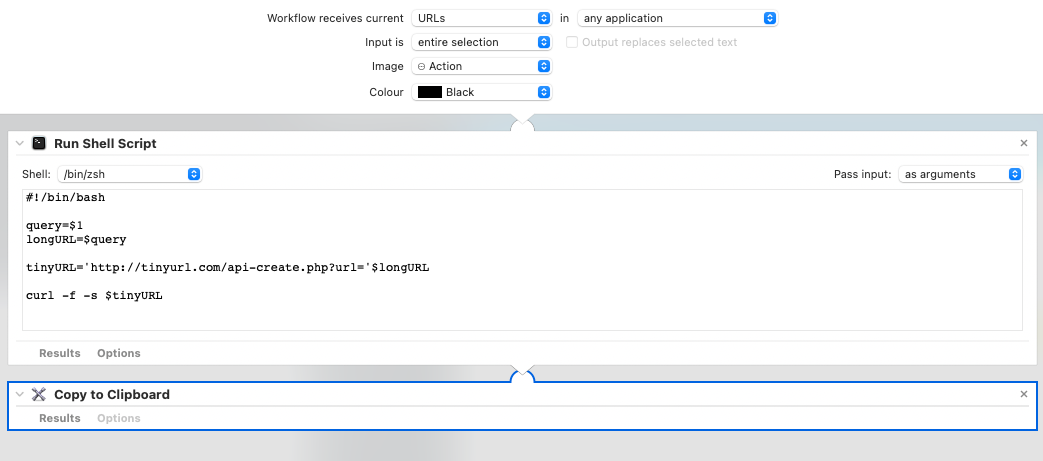 Workflow receives current URLs in any application
Input is entire selection Output replaces selected text
Image Action
Colour Black
Run Shell Script
Shell: /bin/zsh Pass input: as arguments
#!/bin/bash
query=$1
longURL=$query
tinyURL='http://tinyurl.com/api-create.php?url='$longURL
curl -f -s $tinyURL
Results Options
Copy to Clipboard
Results Options